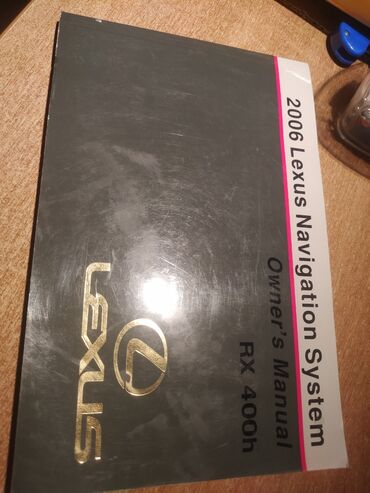 2006 Lexus Navigation System
Owner's Manual
RX 400h
LEXUS